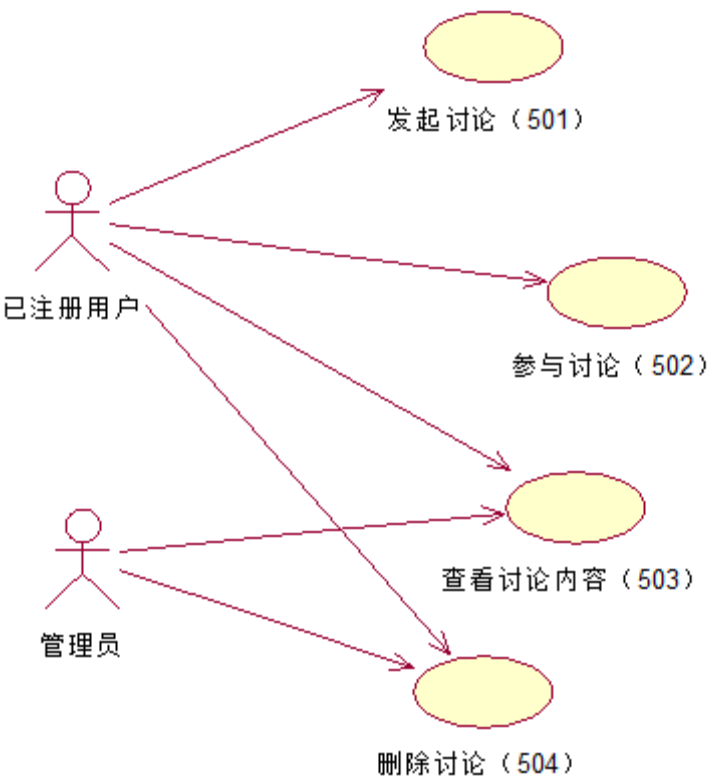 发起讨论（501）
已注册用户
参与讨论（502）
查看讨论内容（503）
管理员
删除讨论（504）